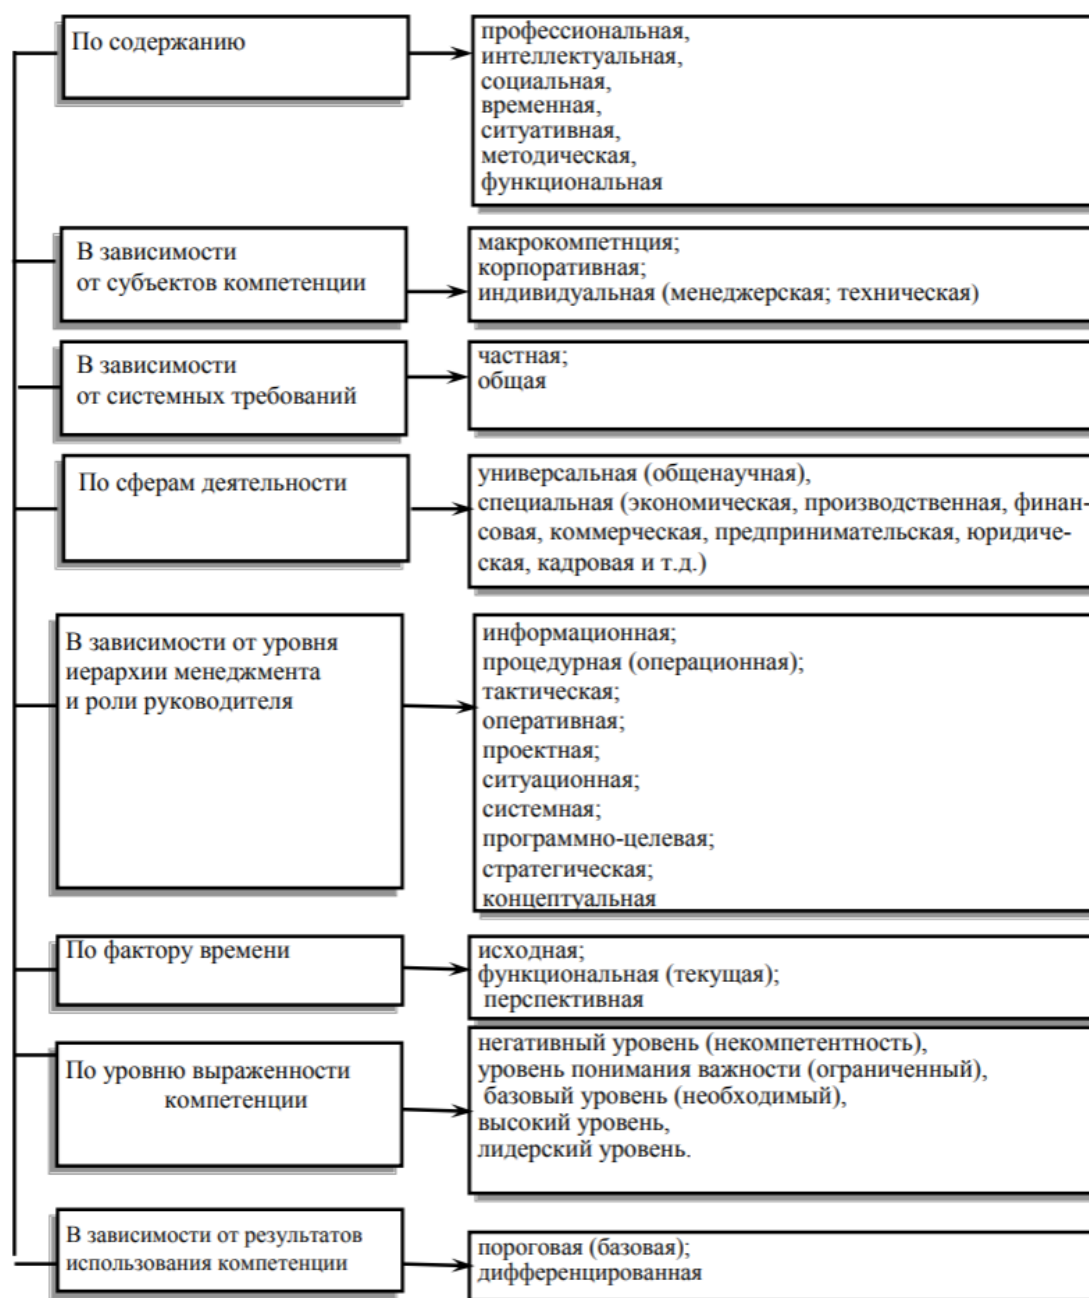 По содержанию
профессиональная,
интеллектуальная,
социальная,
временная,
ситуативная,
методическая,
функциональная
В зависимости
от субъектов компетенции
макрокомпетнция;
корпоративная;
индивидуальная (менеджерская; техническая)
В зависимости
от системных требований
частная;
общая
По сферам деятельности
универсальная (общенаучная),
специальная (экономическая, производственная, финан-
совая, коммерческая, предпринимательская, юридиче-
ская, кадровая и т.д.)
В зависимости от уровня
иерархии менеджмента
и роли руководителя
информационная;
процедурная (операционная);
тактическая;
оперативная;
проектная;
ситуационная;
системная;
программно-целевая;
стратегическая;
концептуальная
По фактору времени
исходная;
функциональная (текущая);
перспективная
По уровню выраженности
компетенции
негативный уровень (некомпетентность),
уровень понимания важности (ограниченный),
базовый уровень (необходимый),
высокий уровень,
лидерский уровень.
В зависимости от результатов
использования компетенции
пороговая (базовая);
дифференцированная